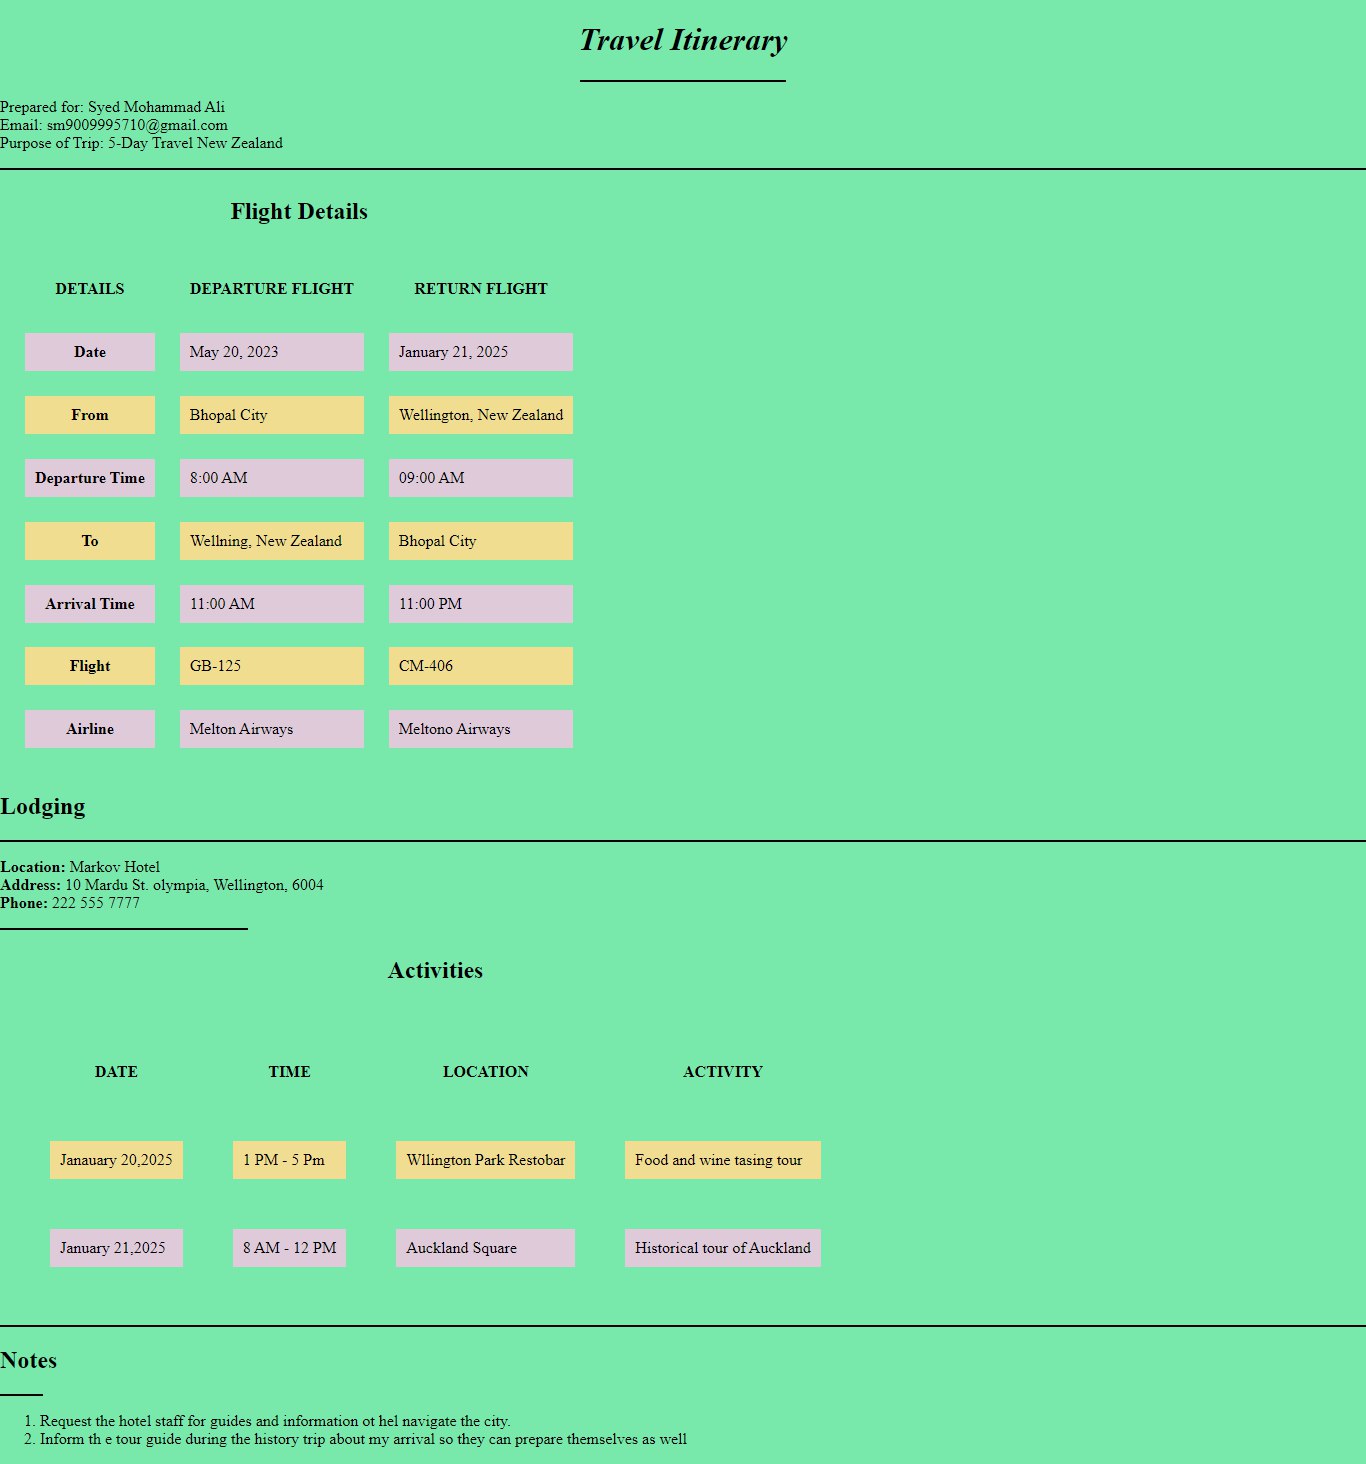 Travel Itinerary
Prepared for: Syed Mohammad Ali
Email: sm9009995710@gmail.com
Purpose of Trip: 5-Day Travel New Zealand
Flight Details
DETAILS DEPARTURE FLIGHT RETURN FLIGHT
Date May 20, 2023 January 21, 2025
From Bhopal City Wellington, New Zealand
Departure Time 8:00 AM 09:00 AM
To Wellning, New Zealand Bhopal City
Arrival Time 11:00 AM 11:00 PM
Flight GB-125 CM-406
Airline Melton Airways Meltono Airways
Lodging
Location: Markov Hotel
Address: 10 Mardu St. olympia, Wellington, 6004
Phone: 222 555 7777
Activities
DATE TIME LOCATION ACTIVITY
Janauary 20,2025 1 PM - 5 Pm Wllington Park Restobar Food and wine tasing tour
January 21,2025 8 AM - 12 PM Auckland Square Historical tour of Auckland
Notes
1. Request the hotel staff for guides and information ot hel navigate the city.
2. Inform th e tour guide during the history trip about my arrival so they can prepare themselves as well